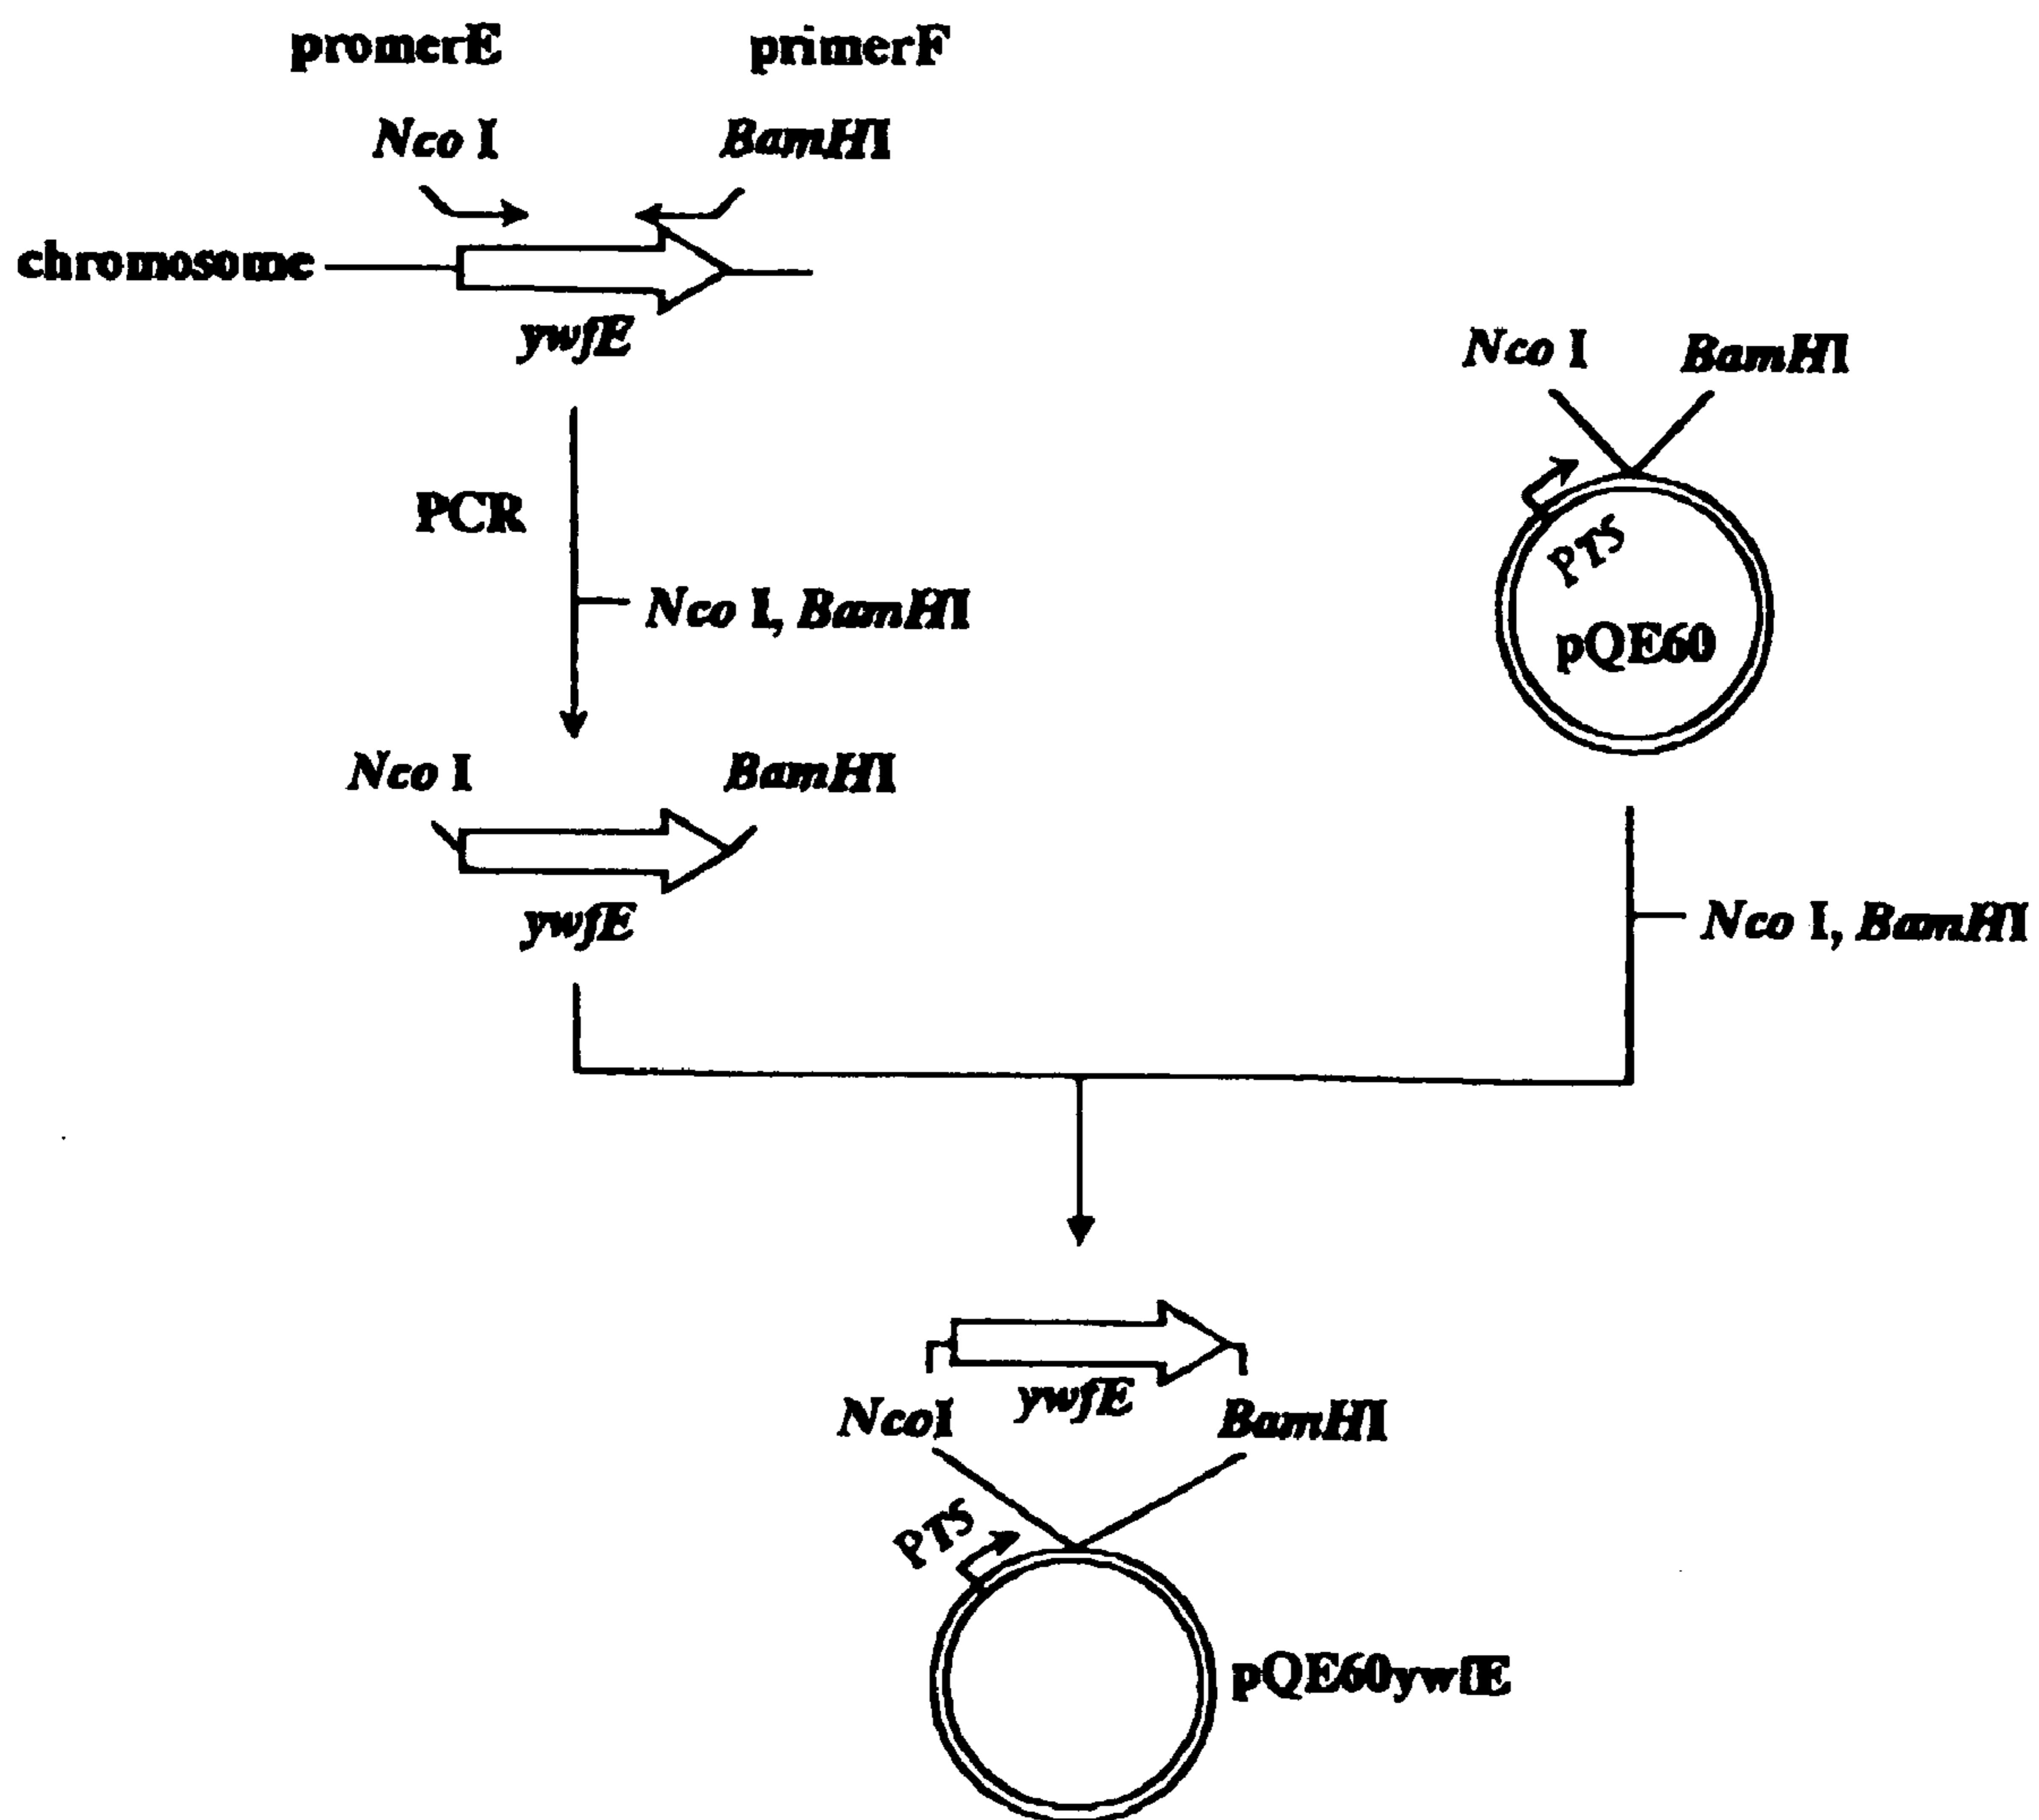 promerE
primerF
Nco I
BamHI
chromosome
ywfE
Nco I
BamHI
PCR
PTS
Nco I, BamHI
pQE60
Nco I
BamHI
ywfE
Nco I, BamHI
ywfE
NcoI
BamHI
PTS
pQE60ywfE